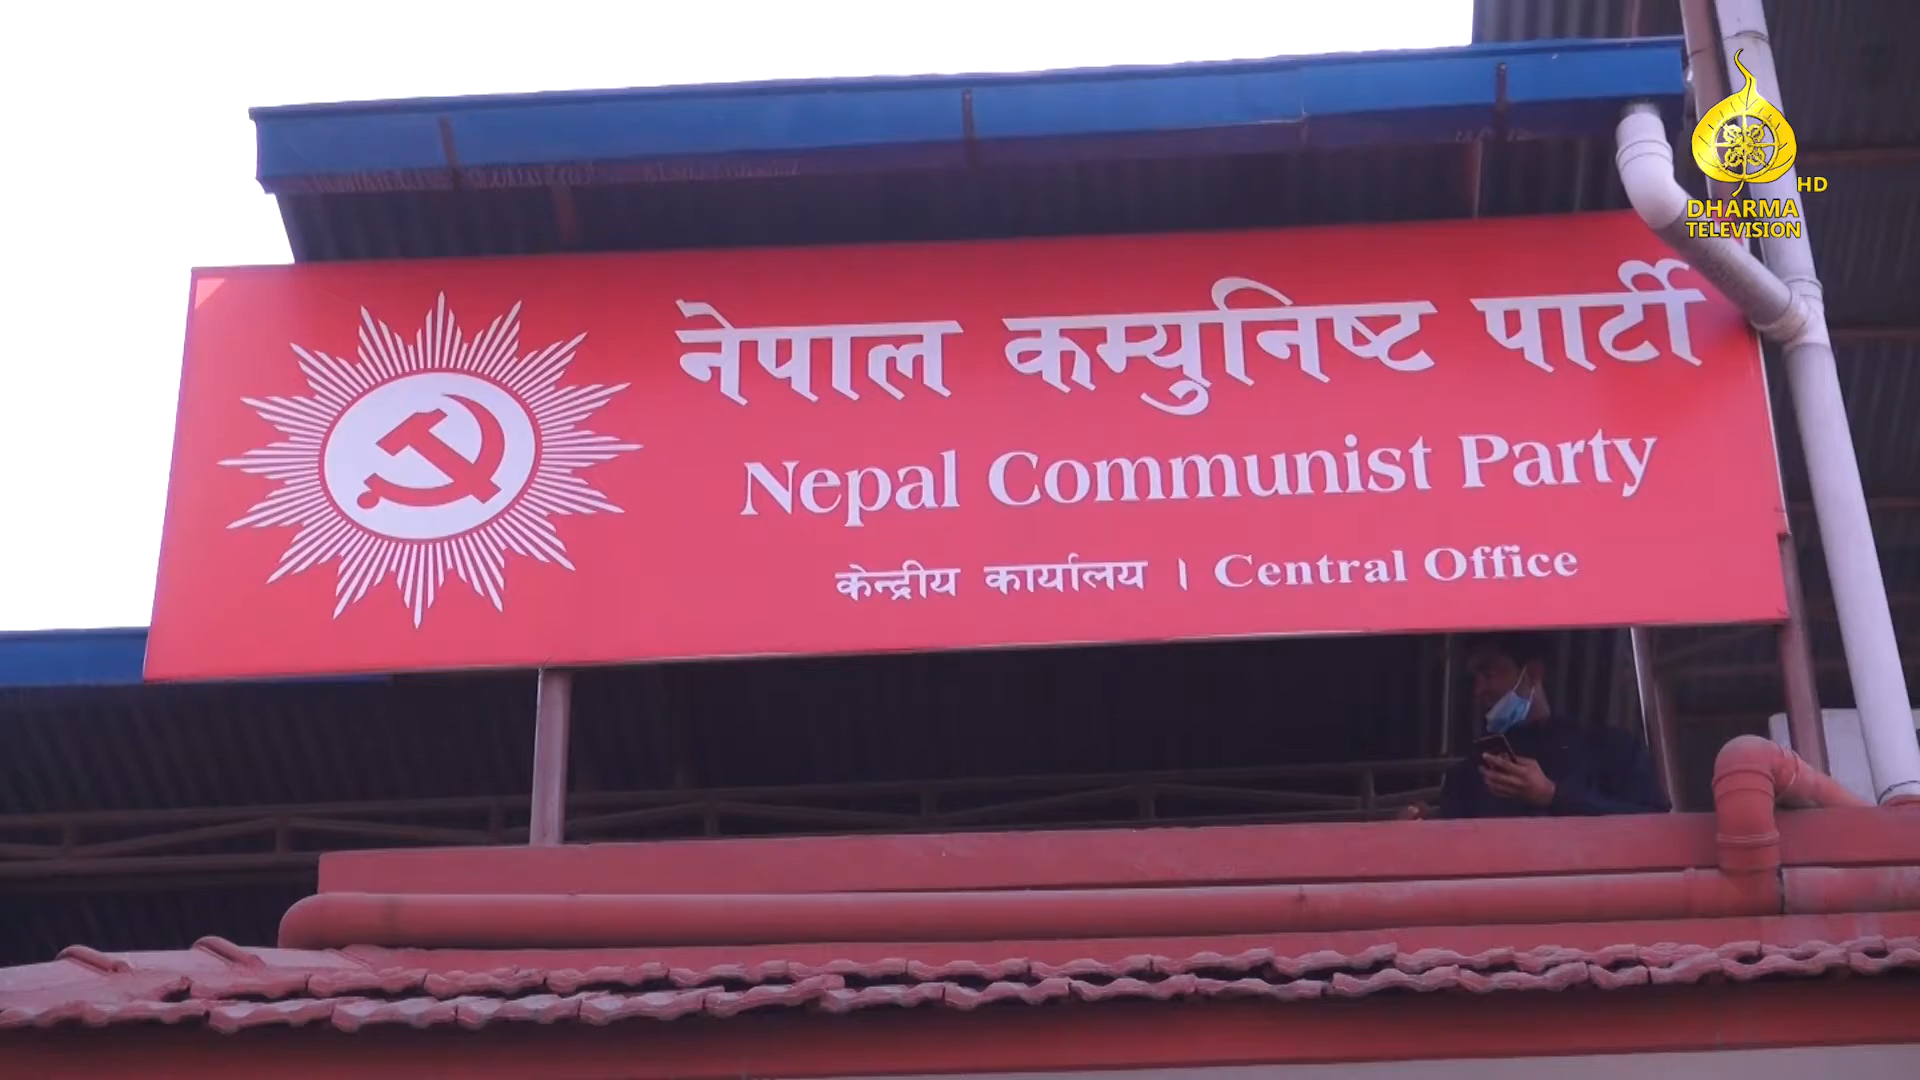 नेपाल कम्युनिष्ट पार्टी
Nepal Communist Party
केन्द्रीय कार्यालय । Central Office
HD
DHARMA
TELEVISION